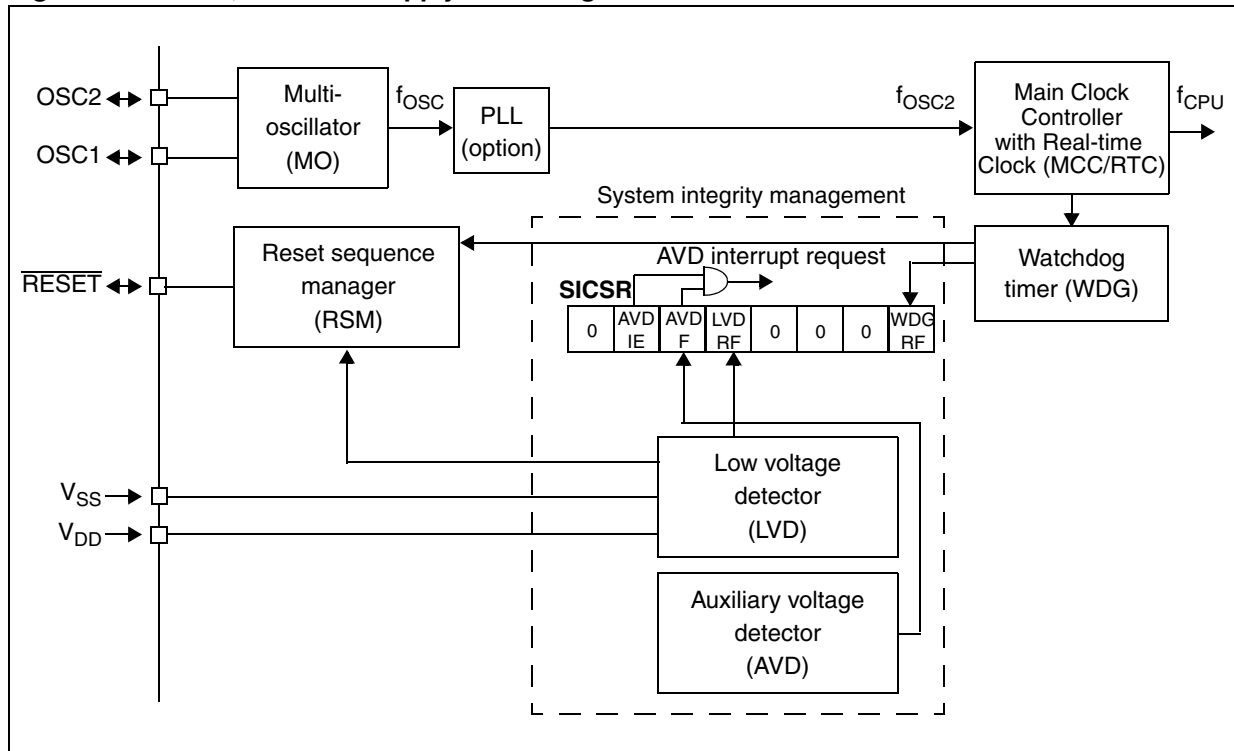 OSC2
OSC1
Multi-
oscillator
(MO)
fOSC
PLL
(option)
fOSC2
Main Clock
Controller
with Real-time
Clock (MCC/RTC)
fCPU
System integrity management
RESET
Reset sequence
manager
(RSM)
AVD interrupt request
Watchdog
timer (WDG)
SICSR
0 AVD IE AVD F LVD RF 0 0 0 WDG RF
Low voltage
detector
(LVD)
VSS
VDD
Auxiliary voltage
detector
(AVD)